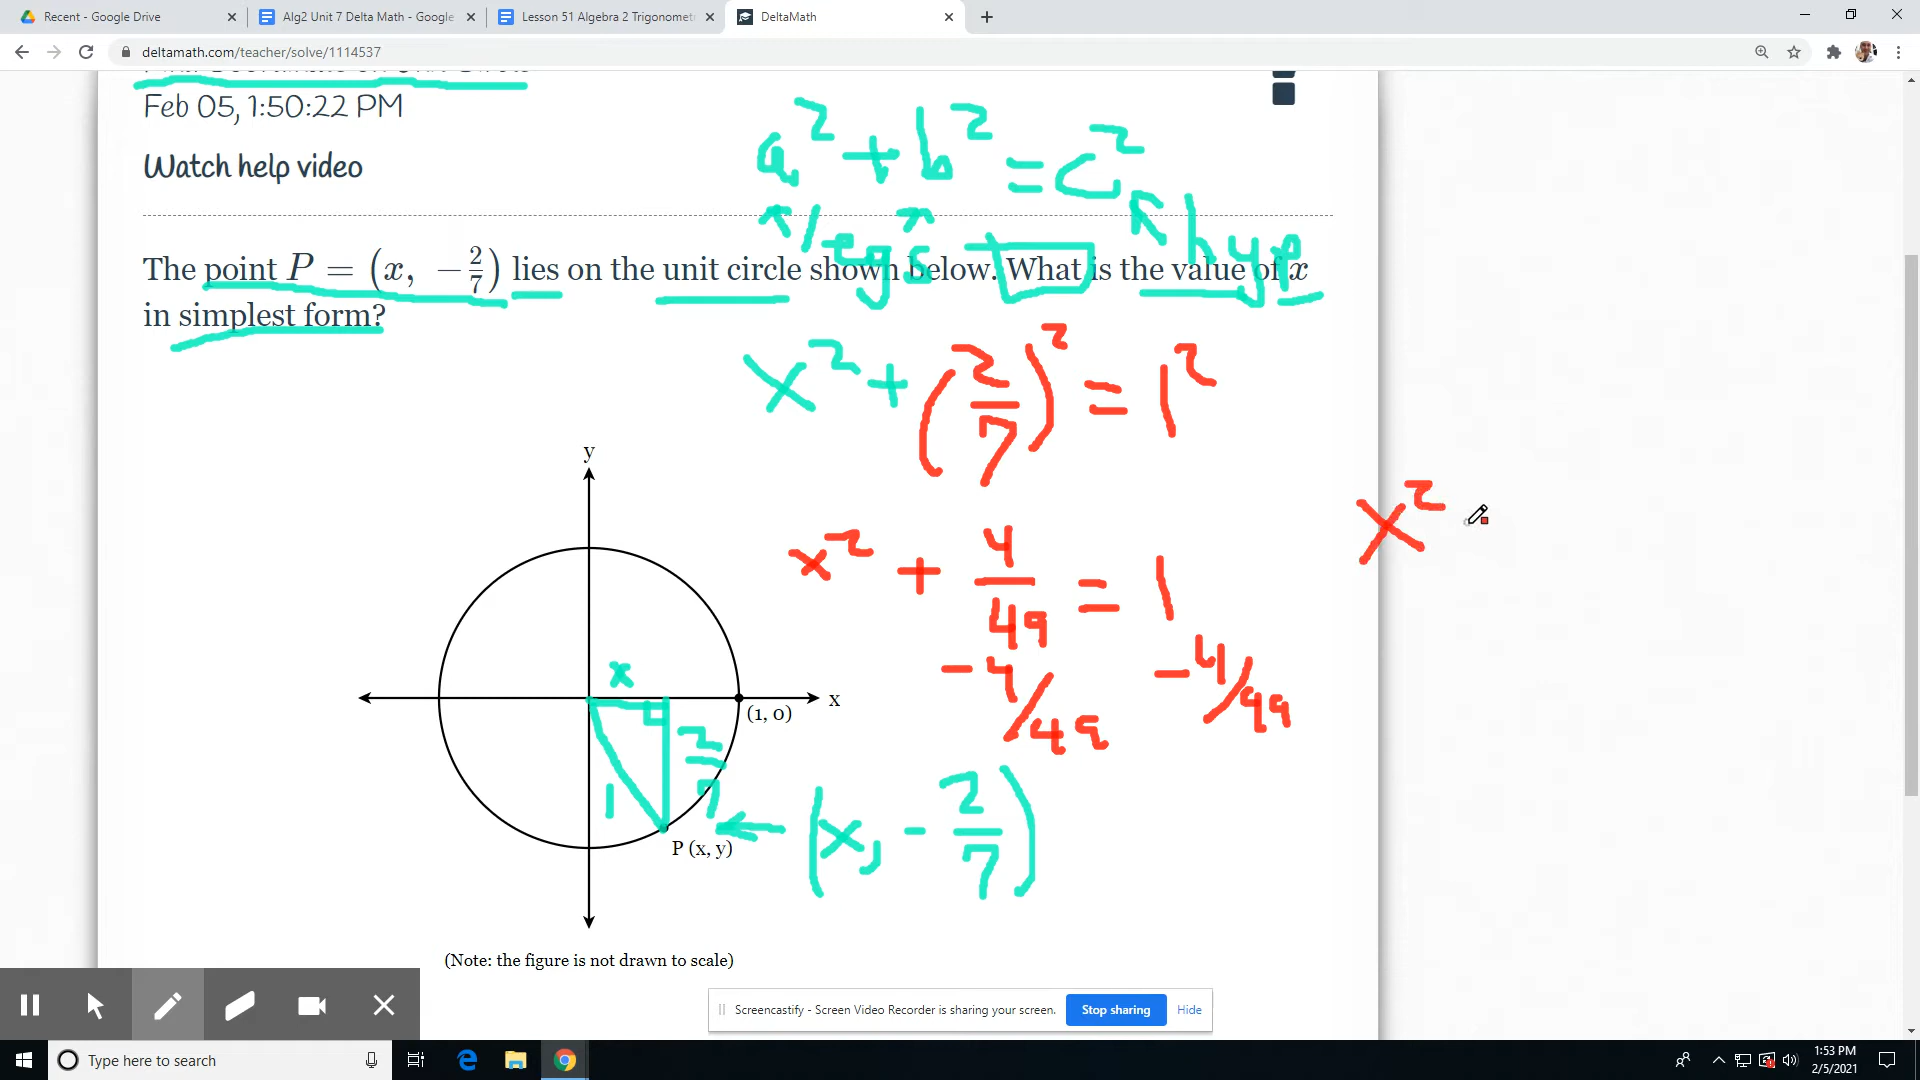 Recent - Google Drive
Alg2 Unit 7 Delta Math - Google
Lesson 51 Algebra 2 Trigonomet
DeltaMath
deltamath.com/teacher/solve/1114537
Feb 05, 1:50:22 PM
Watch help video
a² + b² = c²
legs hyp
The point P = (x, −2/7) lies on the unit circle shown below. What is the value of x
in simplest form?
x² + (2/7)² = 1²
x²
x² + 4/49 = 1
- 4/49 - 4/49
y
x
x
(1, 0)
1
2/7
P (x, y)
(x, - 2/7)
(Note: the figure is not drawn to scale)
Screencastify - Screen Video Recorder is sharing your screen.
Stop sharing
Hide
Type here to search
1:53 PM
2/5/2021